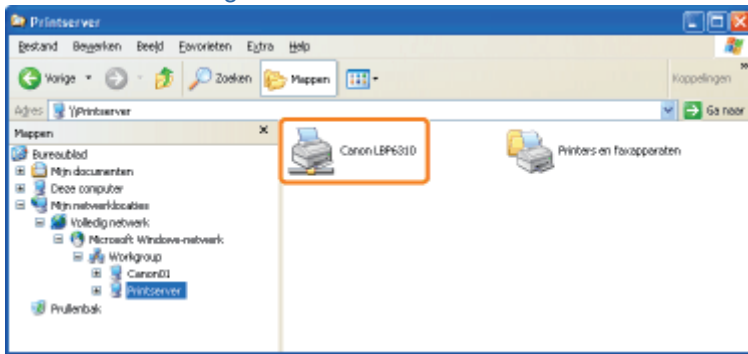 Printserver
Bestand Bewerken Beeld Favorieten Extra Help
Vorige Zoeken Mappen Koppelingen »
Adres \\Printserver Ga naar
Mappen x
Bureaublad
Mijn documenten
Deze computer
Mijn netwerklocaties
Volledig netwerk
Microsoft Windows-netwerk
Workgroup
Canon01
Printserver
Prullenbak
Canon LBP6310
Printers en faxapparaten